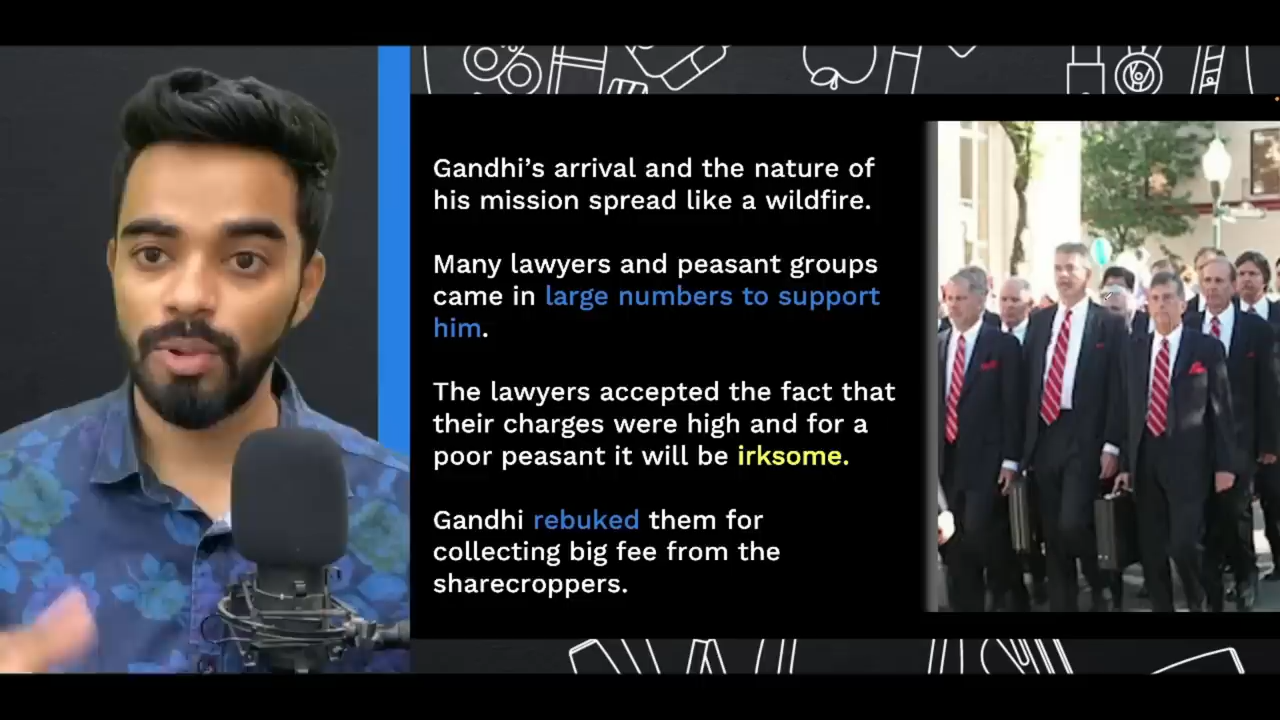 Gandhi’s arrival and the nature of
his mission spread like a wildfire.
Many lawyers and peasant groups
came in large numbers to support
him.
The lawyers accepted the fact that
their charges were high and for a
poor peasant it will be irksome.
Gandhi rebuked them for
collecting big fee from the
sharecroppers.